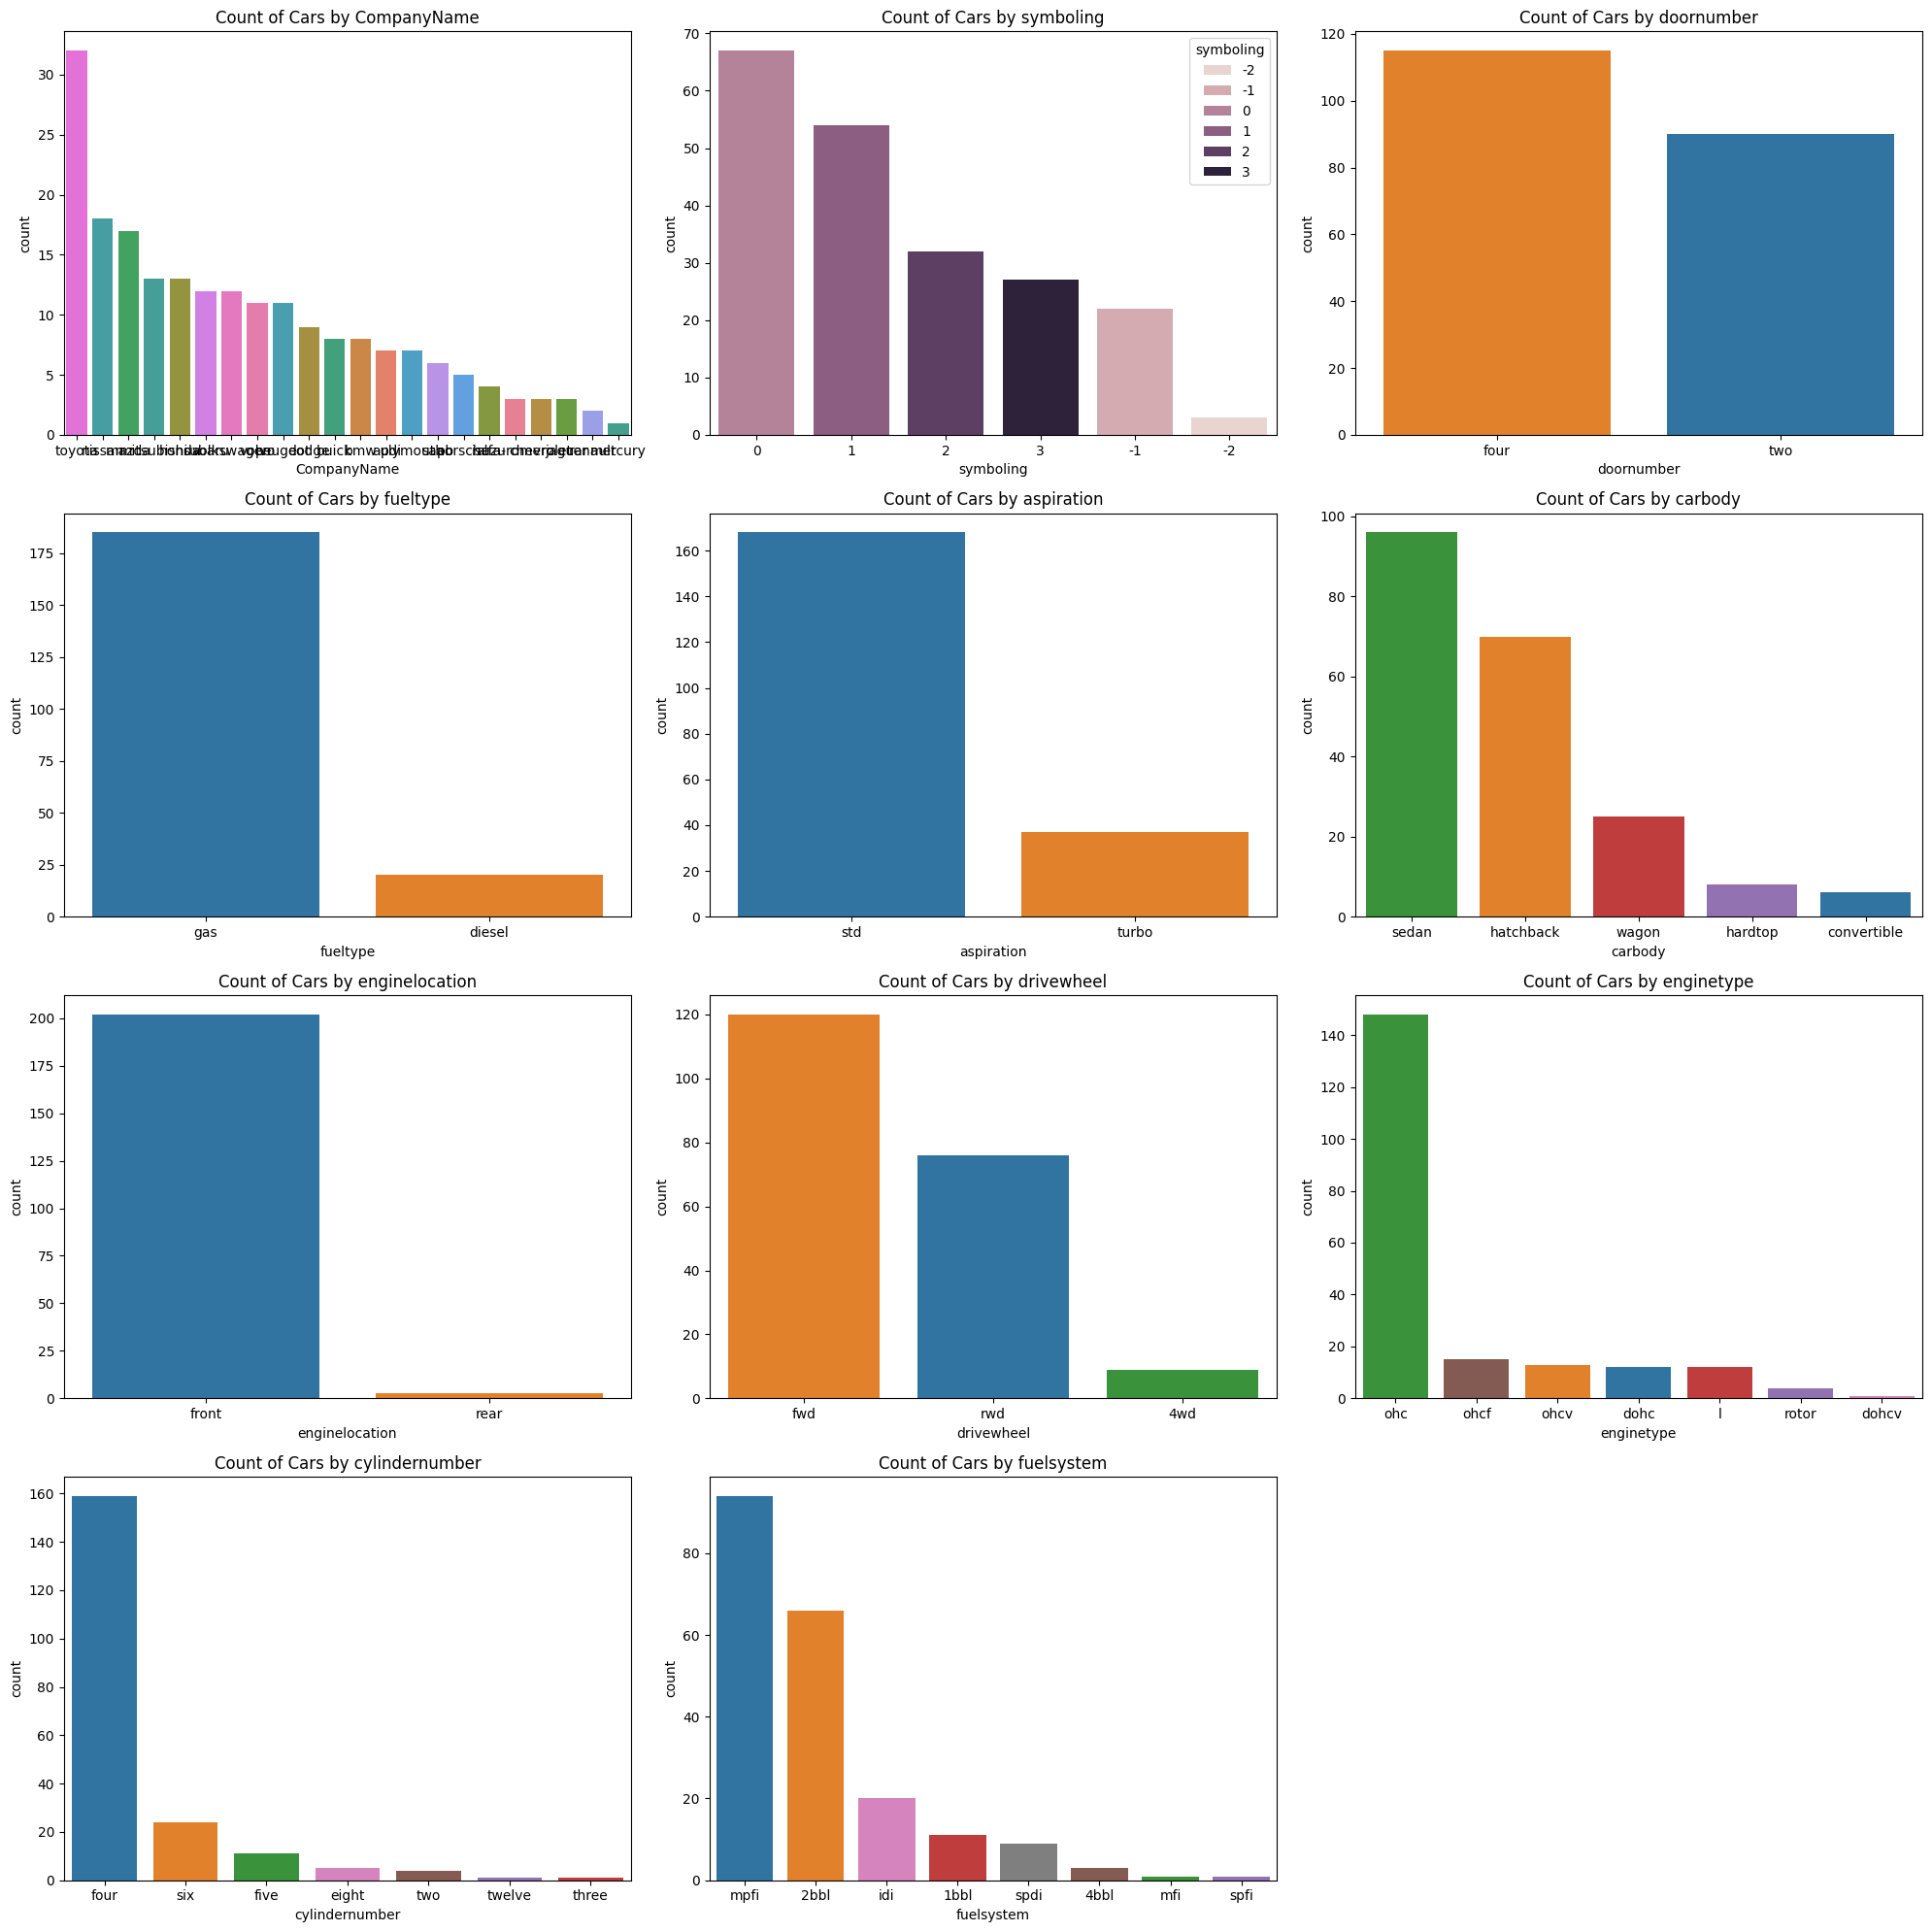 Count of Cars by CompanyName
30
25
20
15
10
5
0
count
toyota
mercury
CompanyName
Count of Cars by symboling
70
60
50
40
30
20
10
0
count
symboling
-2
-1
0
1
2
3
0 1 2 3 -1 -2
symboling
Count of Cars by doornumber
120
100
80
60
40
20
0
count
four two
doornumber
Count of Cars by fueltype
175
150
125
100
75
50
25
0
count
gas diesel
fueltype
Count of Cars by aspiration
160
140
120
100
80
60
40
20
0
count
std turbo
aspiration
Count of Cars by carbody
100
80
60
40
20
0
count
sedan hatchback wagon hardtop convertible
carbody
Count of Cars by enginelocation
200
175
150
125
100
75
50
25
0
count
front rear
enginelocation
Count of Cars by drivewheel
120
100
80
60
40
20
0
count
fwd rwd 4wd
drivewheel
Count of Cars by enginetype
140
120
100
80
60
40
20
0
count
ohc ohcf ohcv dohc l rotor dohcv
enginetype
Count of Cars by cylindernumber
160
140
120
100
80
60
40
20
0
count
four six five eight two twelve three
cylindernumber
Count of Cars by fuelsystem
80
60
40
20
0
count
mpfi 2bbl idi 1bbl spdi 4bbl mfi spfi
fuelsystem